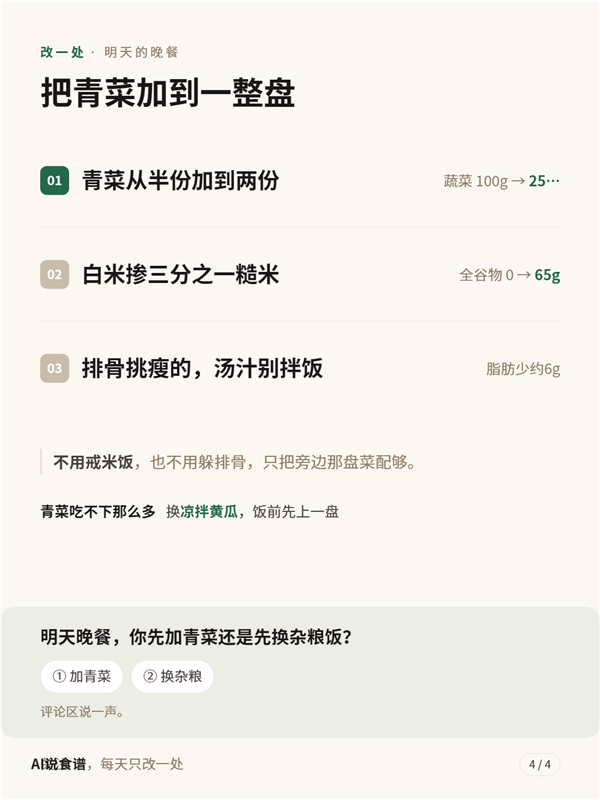 改一处 · 明天的晚餐
把青菜加到一整盘
01 青菜从半份加到两份 蔬菜 100g → 25…
02 白米掺三分之一糙米 全谷物 0 → 65g
03 排骨挑瘦的，汤汁别拌饭 脂肪少约6g
不用戒米饭，也不用躲排骨，只把旁边那盘菜配够。
青菜吃不下那么多 换凉拌黄瓜，饭前先上一盘
明天晚餐，你先加青菜还是先换杂粮饭？
① 加青菜 ② 换杂粮
评论区说一声。
AI说食谱，每天只改一处 4 / 4